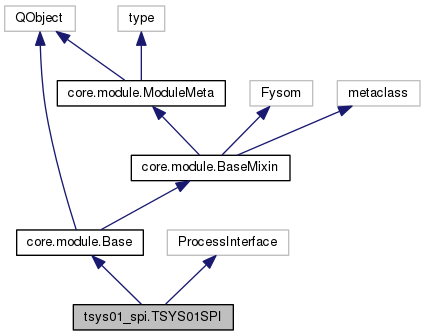 QObject
type
core.module.ModuleMeta
Fysom
metaclass
core.module.BaseMixin
core.module.Base
ProcessInterface
tsys01_spi.TSYS01SPI